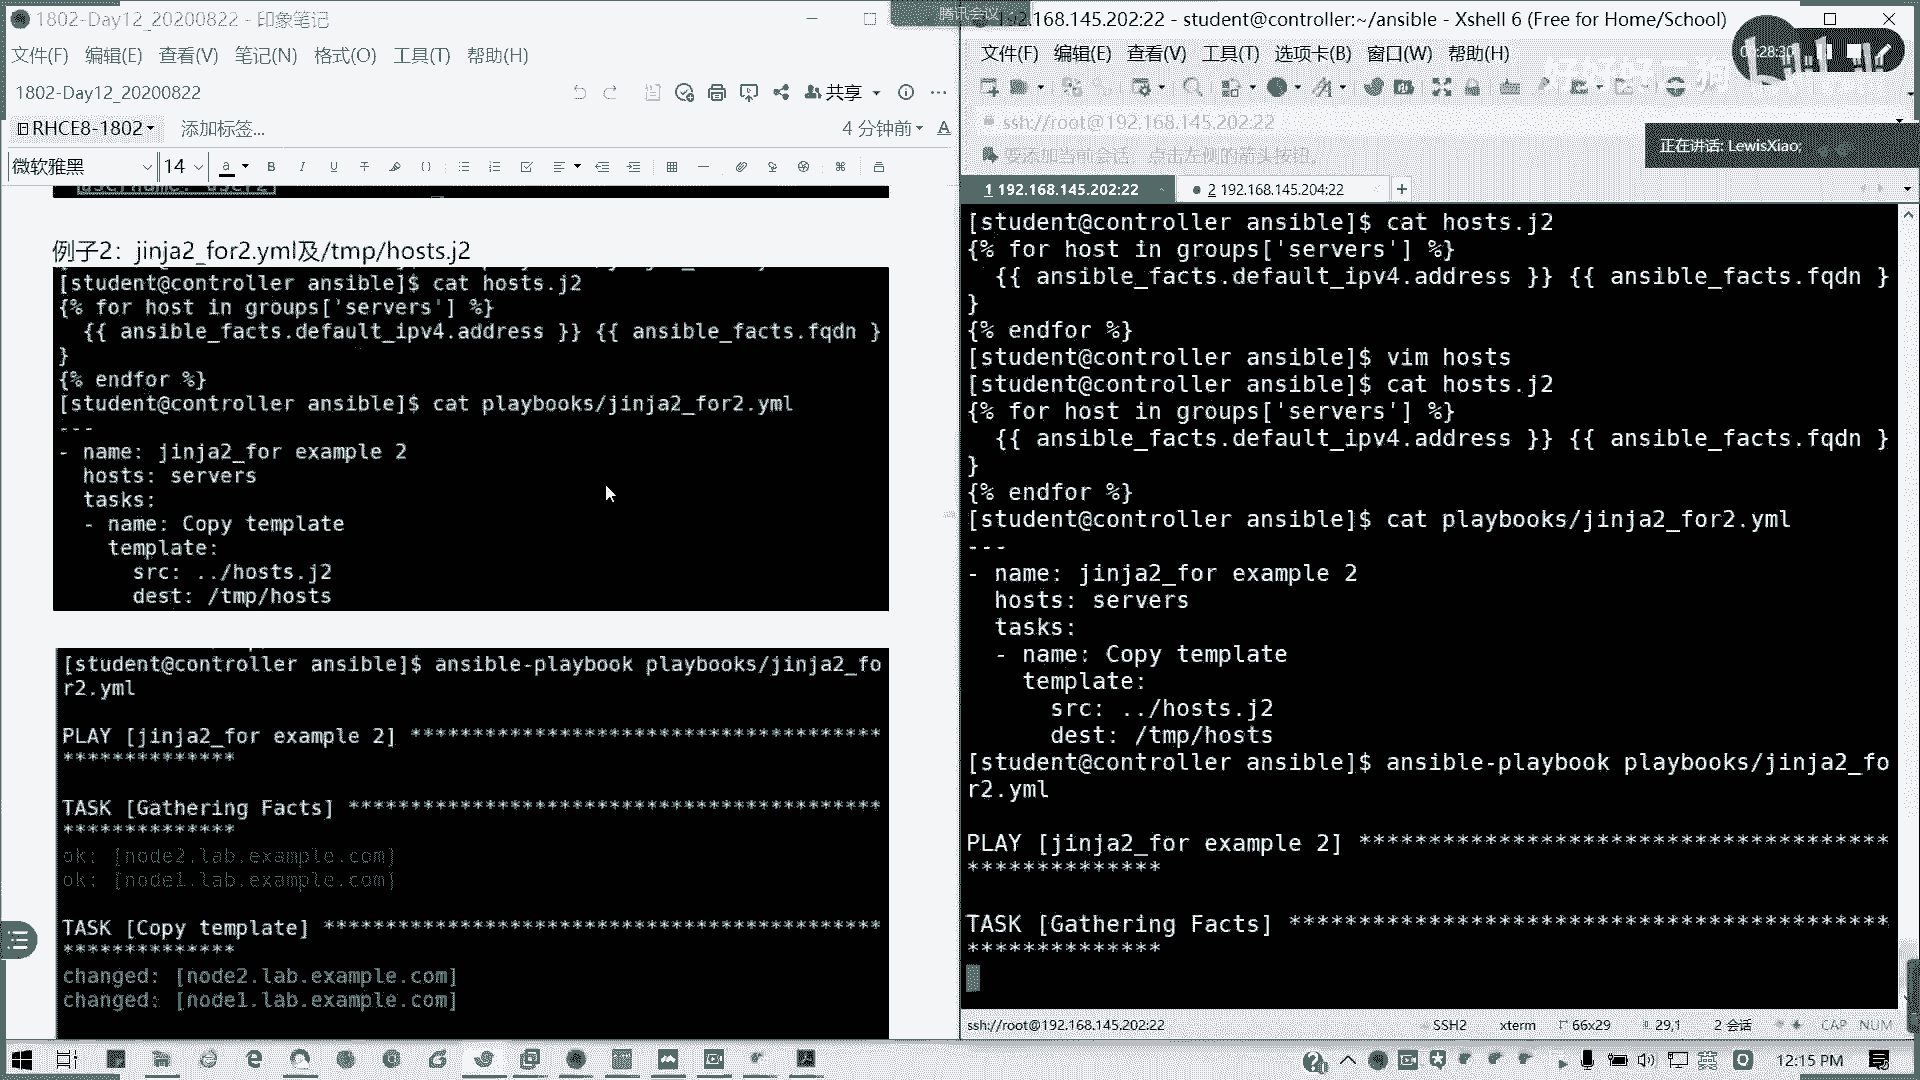 1802-Day12_20200822 - 印象笔记
文件(F) 编辑(E) 查看(V) 笔记(N) 格式(O) 工具(T) 帮助(H)
1802-Day12_20200822
共享
RHCE8-1802
添加标签...
4 分钟前
微软雅黑 14
[username: user2]
例子2：jinja2_for2.yml及/tmp/hosts.j2
[student@controller ansible]$ cat hosts.j2
{% for host in groups['servers'] %}
  {{ ansible_facts.default_ipv4.address }} {{ ansible_facts.fqdn }
}
{% endfor %}
[student@controller ansible]$ cat playbooks/jinja2_for2.yml
---
- name: jinja2_for example 2
  hosts: servers
  tasks:
  - name: Copy template
    template:
      src: ../hosts.j2
      dest: /tmp/hosts
[student@controller ansible]$ ansible-playbook playbooks/jinja2_fo
r2.yml
PLAY [jinja2_for example 2] **************************************
**************
TASK [Gathering Facts] *******************************************
**************
ok: [node2.lab.example.com]
ok: [node1.lab.example.com]
TASK [Copy template] *********************************************
**************
changed: [node2.lab.example.com]
changed: [node1.lab.example.com]
腾讯会议
192.168.145.202:22 - student@controller:~/ansible - Xshell 6 (Free for Home/School)
文件(F) 编辑(E) 查看(V) 工具(T) 选项卡(B) 窗口(W) 帮助(H)
00:28:30
ssh://root@192.168.145.202:22
要添加当前会话，点击左侧的箭头按钮。
正在讲话: LewisXiao;
1 192.168.145.202:22
2 192.168.145.204:22
[student@controller ansible]$ cat hosts.j2
{% for host in groups['servers'] %}
  {{ ansible_facts.default_ipv4.address }} {{ ansible_facts.fqdn }
}
{% endfor %}
[student@controller ansible]$ vim hosts
[student@controller ansible]$ cat hosts.j2
{% for host in groups['servers'] %}
  {{ ansible_facts.default_ipv4.address }} {{ ansible_facts.fqdn }
}
{% endfor %}
[student@controller ansible]$ cat playbooks/jinja2_for2.yml
---
- name: jinja2_for example 2
  hosts: servers
  tasks:
  - name: Copy template
    template:
      src: ../hosts.j2
      dest: /tmp/hosts
[student@controller ansible]$ ansible-playbook playbooks/jinja2_fo
r2.yml
PLAY [jinja2_for example 2] **************************************
**************
TASK [Gathering Facts] *******************************************
**************
ssh://root@192.168.145.202:22
SSH2 xterm 66x29 29,1 2 会话 CAP NUM
英
12:15 PM